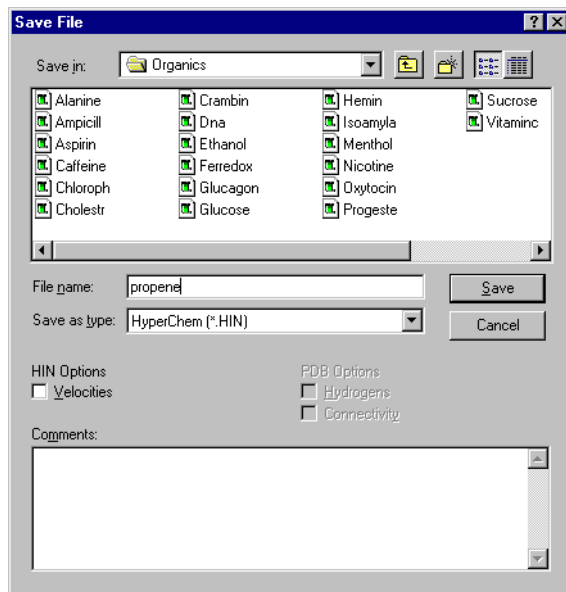 Save File
Save in: Organics
Alanine Crambin Hemin Sucrose
Ampicill Dna Isoamyla Vitaminc
Aspirin Ethanol Menthol
Caffeine Ferredox Nicotine
Chloroph Glucagon Oxytocin
Cholestr Glucose Progeste
File name: propene Save
Save as type: HyperChem (*.HIN) Cancel
HIN Options PDB Options
Velocities Hydrogens
Connectivity
Comments: